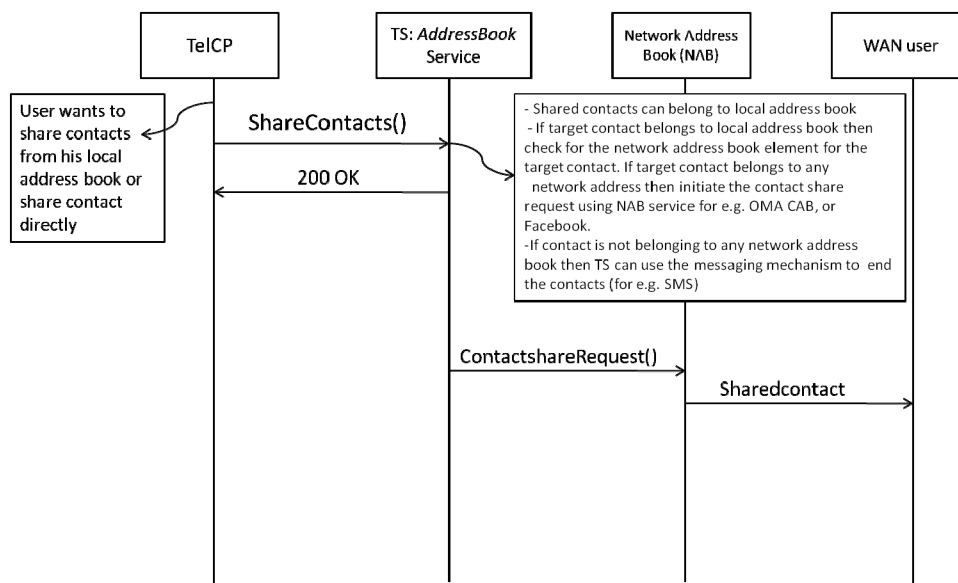 TelCP
TS: AddressBook
Service
Network Address
Book (NAB)
WAN user
User wants to
share contacts
from his local
address book or
share contact
directly
ShareContacts()
200 OK
- Shared contacts can belong to local address book
- If target contact belongs to local address book then
check for the network address book element for the
target contact. If target contact belongs to any
network address then initiate the contact share
request using NAB service for e.g. OMA CAB, or
Facebook.
-If contact is not belonging to any network address
book then TS can use the messaging mechanism to end
the contacts (for e.g. SMS)
ContactshareRequest()
Sharedcontact